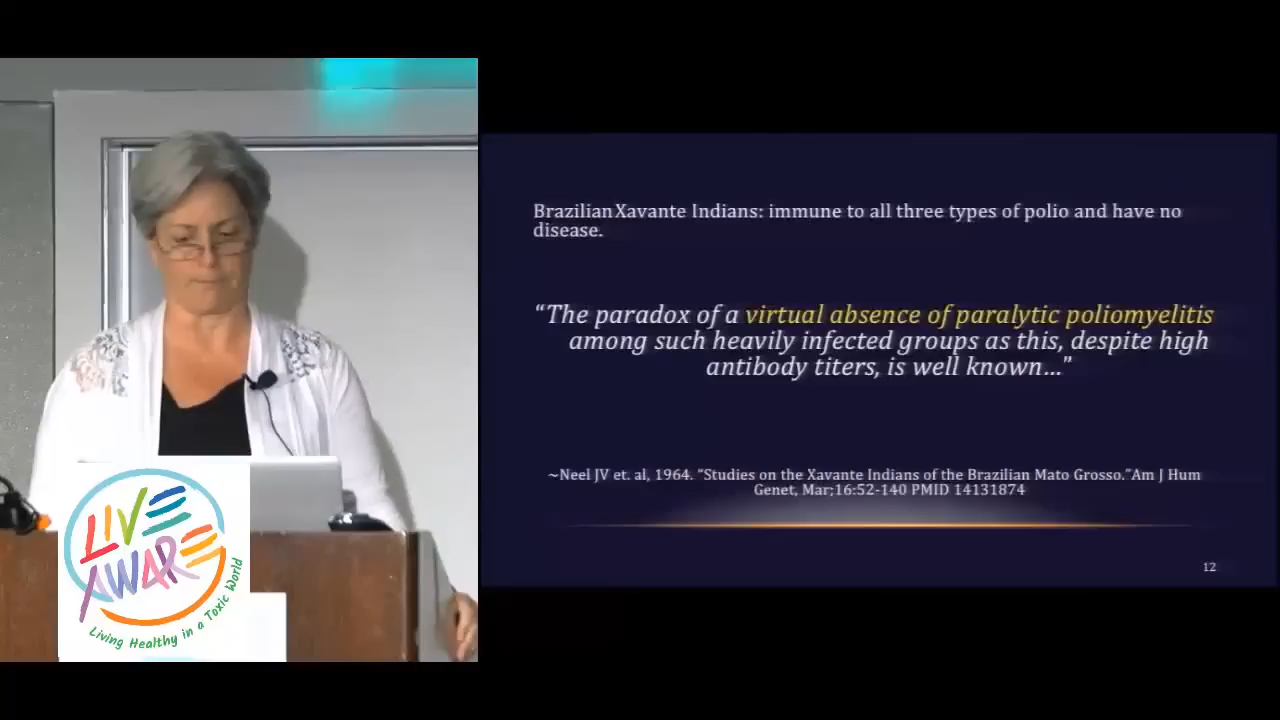 Brazilian Xavante Indians: immune to all three types of polio and have no
disease.
“The paradox of a virtual absence of paralytic poliomyelitis
among such heavily infected groups as this, despite high
antibody titers, is well known...”
~Neel JV et. al, 1964. “Studies on the Xavante Indians of the Brazilian Mato Grosso.”Am J Hum
Genet, Mar;16:52-140 PMID 14131874
12
LIVE
AWARE
Living Healthy in a Toxic World